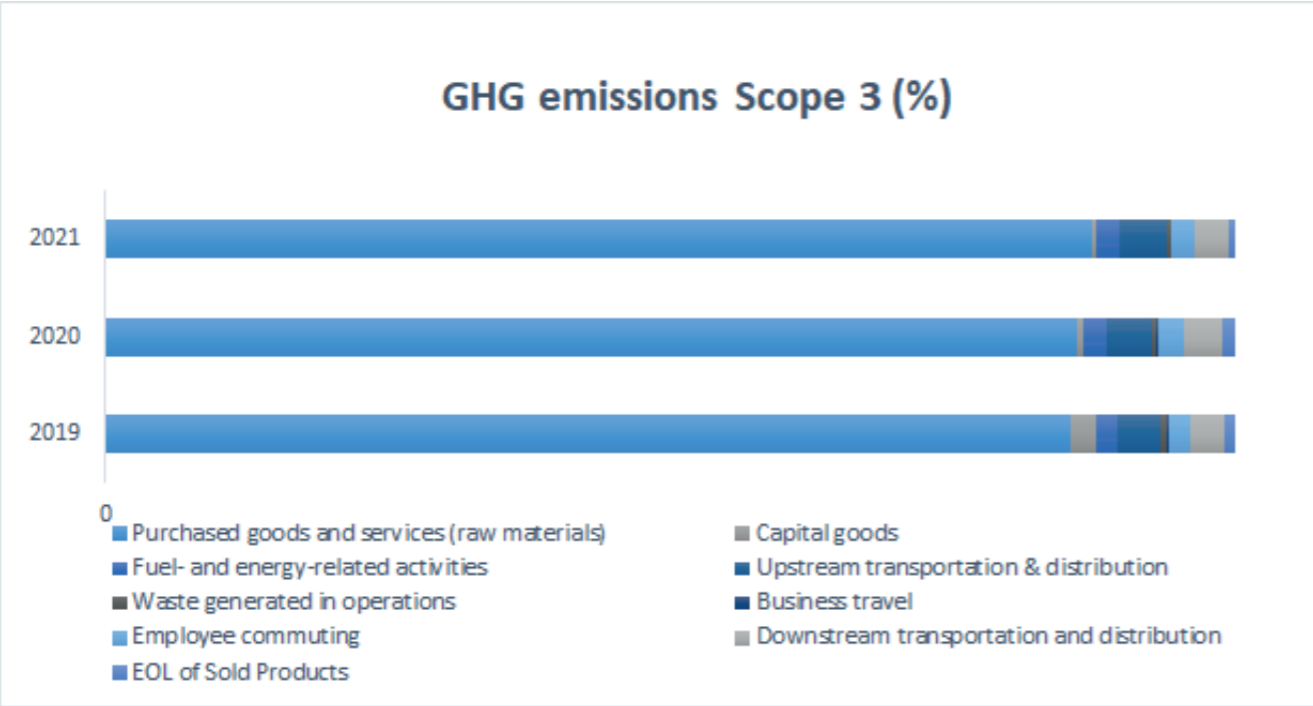 GHG emissions Scope 3 (%)
2021
2020
2019
0
Purchased goods and services (raw materials)
Capital goods
Fuel- and energy-related activities
Upstream transportation & distribution
Waste generated in operations
Business travel
Employee commuting
Downstream transportation and distribution
EOL of Sold Products